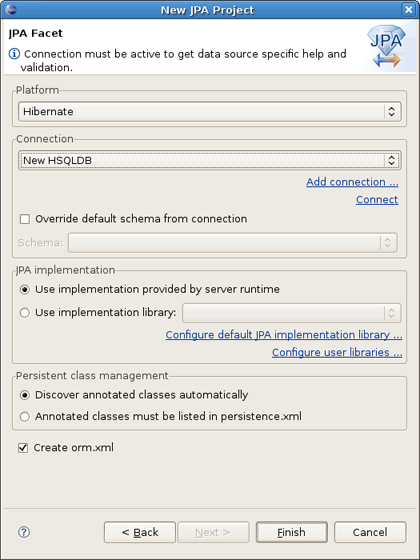 New JPA Project
JPA Facet
Connection must be active to get data source specific help and
validation.
JPA
Platform
Hibernate
Connection
New HSQLDB
Add connection ...
Connect
Override default schema from connection
Schema:
JPA implementation
Use implementation provided by server runtime
Use implementation library:
Configure default JPA implementation library ...
Configure user libraries ...
Persistent class management
Discover annotated classes automatically
Annotated classes must be listed in persistence.xml
Create orm.xml
< Back
Next >
Finish
Cancel